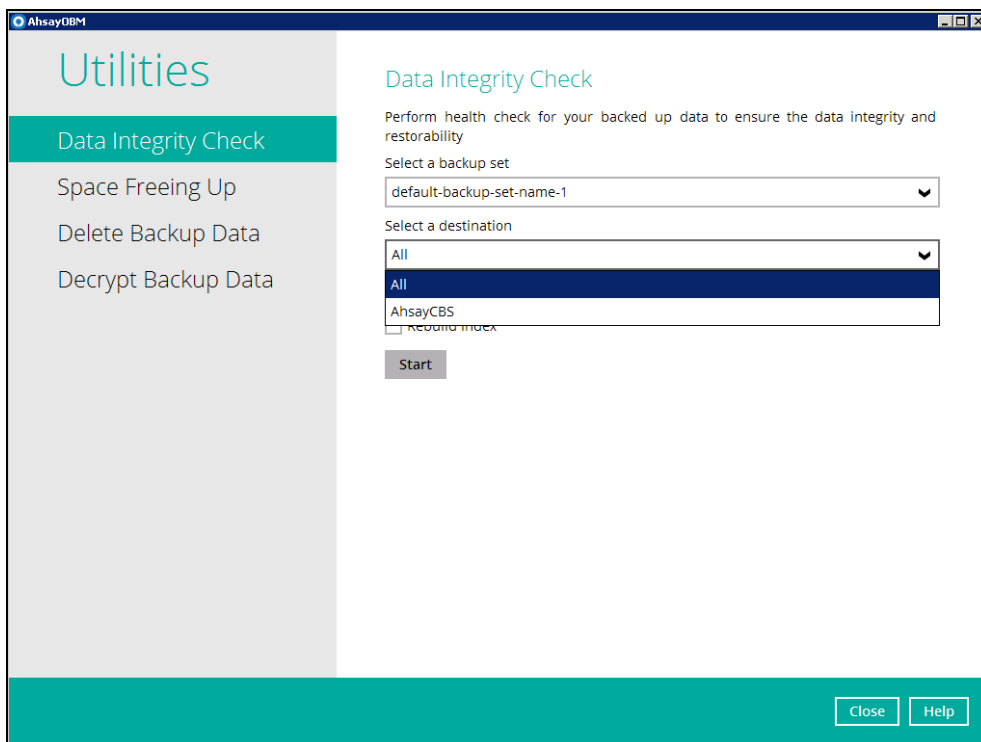 AhsayOBM
Utilities
Data Integrity Check
Space Freeing Up
Delete Backup Data
Decrypt Backup Data
Data Integrity Check
Perform health check for your backed up data to ensure the data integrity and
restorability
Select a backup set
default-backup-set-name-1
Select a destination
All
All
AhsayCBS
Rebuild index
Start
Close
Help